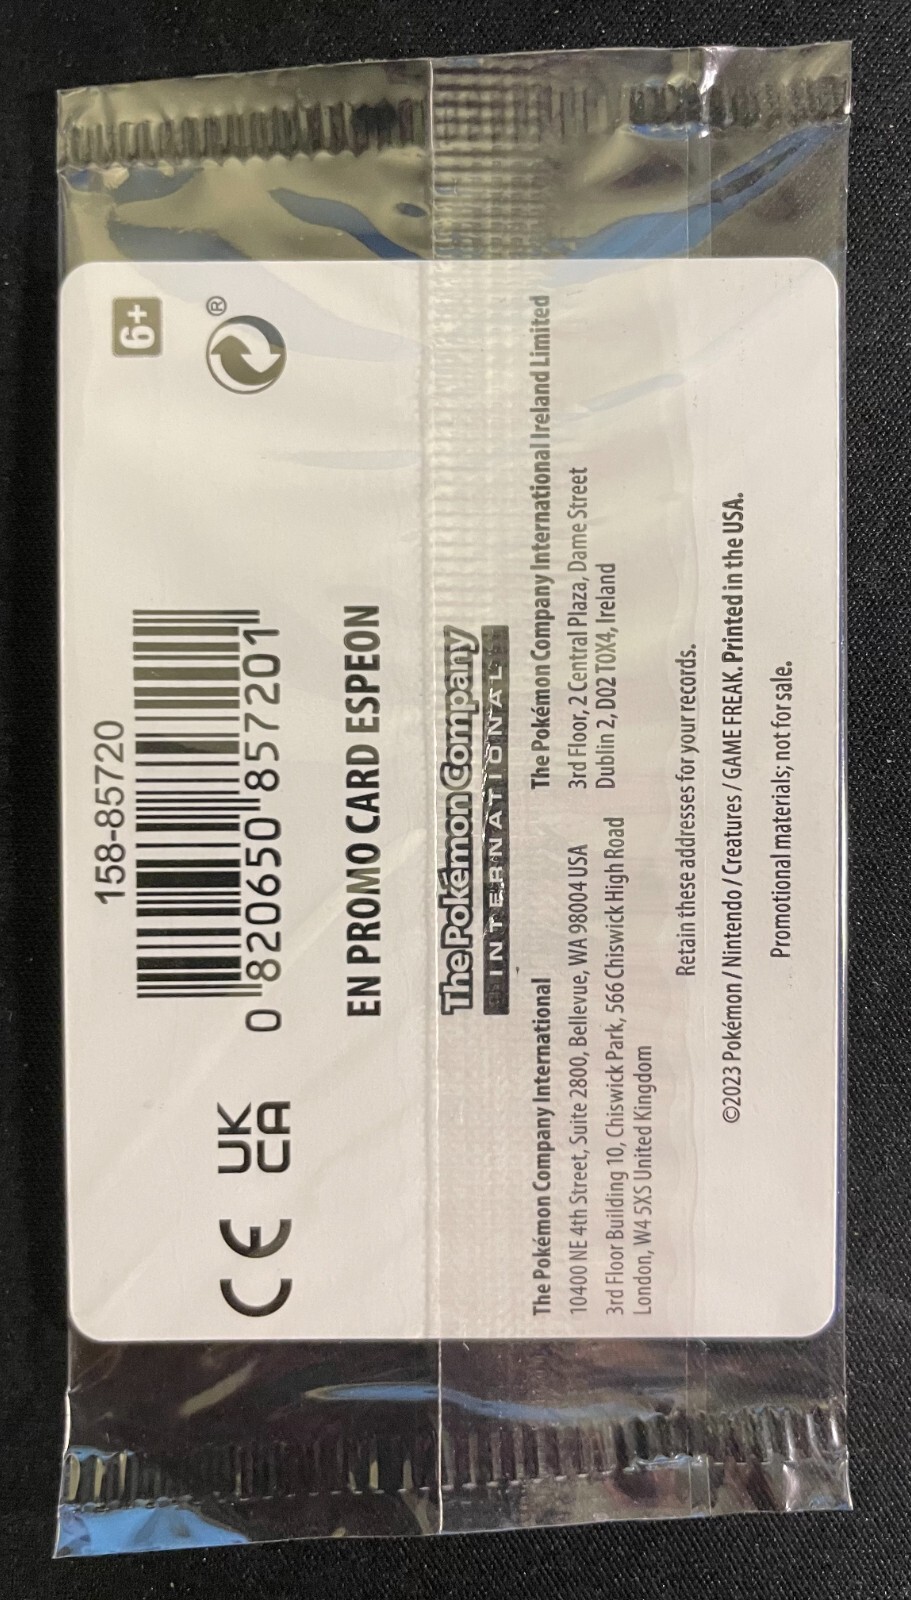 158-85720
6+
®
CE UK CA
0 820650 857201
EN PROMO CARD ESPEON
The Pokémon Company
INTERNATIONAL
The Pokémon Company International
10400 NE 4th Street, Suite 2800, Bellevue, WA 98004 USA
3rd Floor Building 10, Chiswick Park, 566 Chiswick High Road
London, W4 5XS United Kingdom
The Pokémon Company International Ireland Limited
3rd Floor, 2 Central Plaza, Dame Street
Dublin 2, D02 T0X4, Ireland
Retain these addresses for your records.
©2023 Pokémon / Nintendo / Creatures / GAME FREAK. Printed in the USA.
Promotional materials; not for sale.